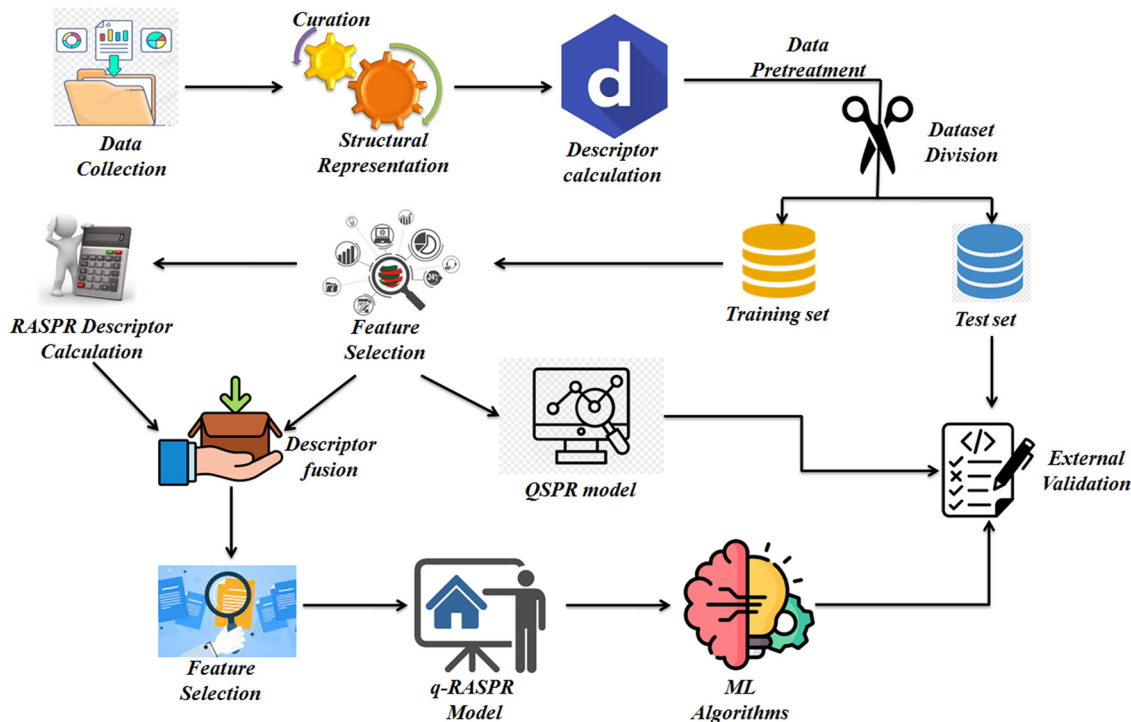 Curation
Data
Collection
Structural
Representation
d
Descriptor
calculation
Data
Pretreatment
Dataset
Division
RASPR Descriptor
Calculation
Feature
Selection
Training set
Test set
Descriptor
fusion
QSPR model
</>
External
Validation
Feature
Selection
q-RASPR
Model
ML
Algorithms